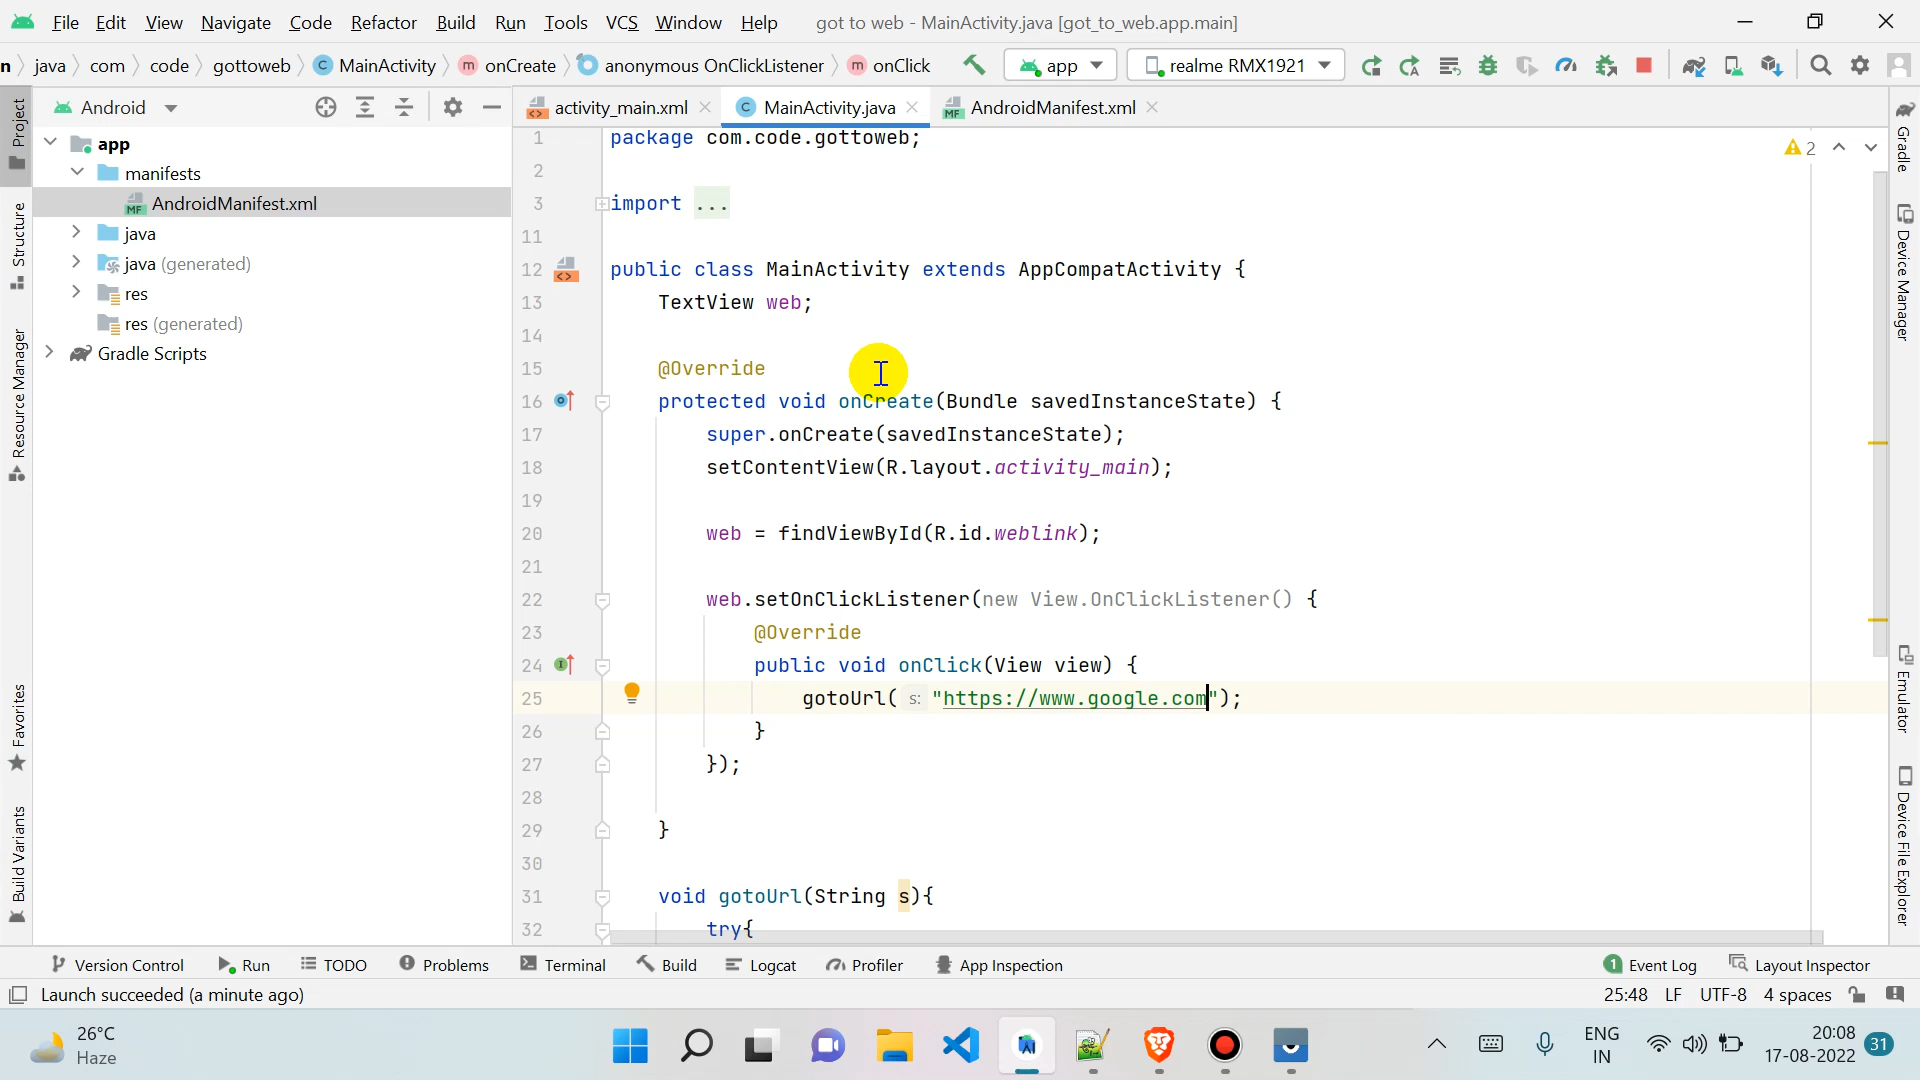 File Edit View Navigate Code Refactor Build Run Tools VCS Window Help got to web - MainActivity.java [got_to_web.app.main]
n java com code gottoweb C MainActivity m onCreate anonymous OnClickListener m onClick app realme RMX1921
Android
activity_main.xml C MainActivity.java MF AndroidManifest.xml
Project
Structure
Resource Manager
Favorites
Build Variants
app
manifests
MF AndroidManifest.xml
java
java (generated)
res
res (generated)
Gradle Scripts
2
1 package com.code.gottoweb;
2
3 import ...
11
12 public class MainActivity extends AppCompatActivity {
13 TextView web;
14
15 @Override
16 protected void onCreate(Bundle savedInstanceState) {
17 super.onCreate(savedInstanceState);
18 setContentView(R.layout.activity_main);
19
20 web = findViewById(R.id.weblink);
21
22 web.setOnClickListener(new View.OnClickListener() {
23 @Override
24 public void onClick(View view) {
25 gotoUrl( s: "https://www.google.com");
26 }
27 });
28
29 }
30
31 void gotoUrl(String s){
32 try{
Gradle
Device Manager
Emulator
Device File Explorer
Version Control Run TODO Problems Terminal Build Logcat Profiler App Inspection 1 Event Log Layout Inspector
Launch succeeded (a minute ago) 25:48 LF UTF-8 4 spaces
26°C
Haze
ENG
IN
20:08
17-08-2022
31